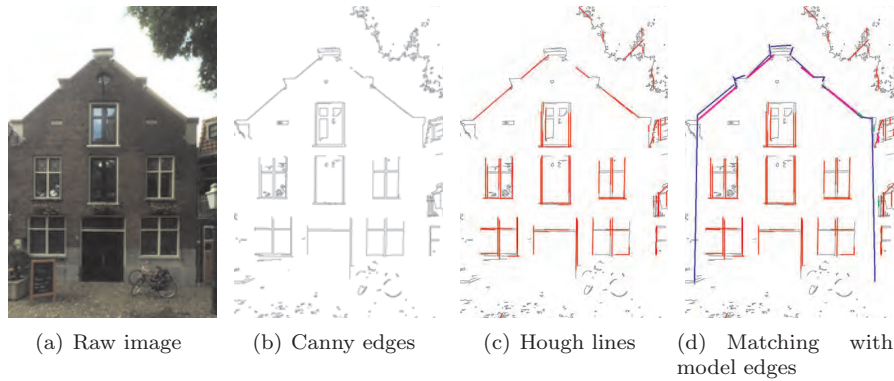 (a) Raw image
(b) Canny edges
(c) Hough lines
(d) Matching with
model edges